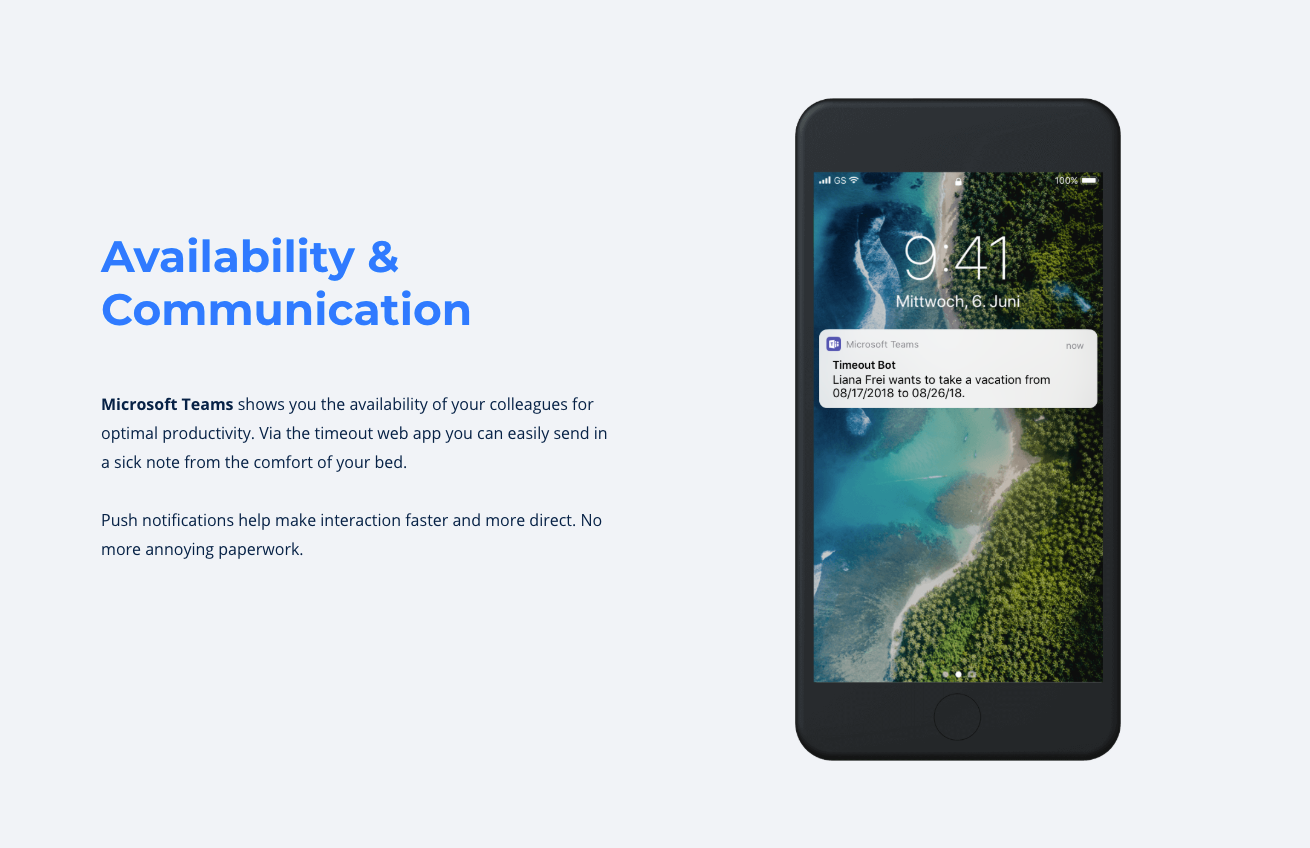 Availability &
Communication
Microsoft Teams shows you the availability of your colleagues for
optimal productivity. Via the timeout web app you can easily send in
a sick note from the comfort of your bed.
Push notifications help make interaction faster and more direct. No
more annoying paperwork.
GS 100%
9:41
Mittwoch, 6. Juni
Microsoft Teams now
Timeout Bot
Liana Frei wants to take a vacation from
08/17/2018 to 08/26/18.